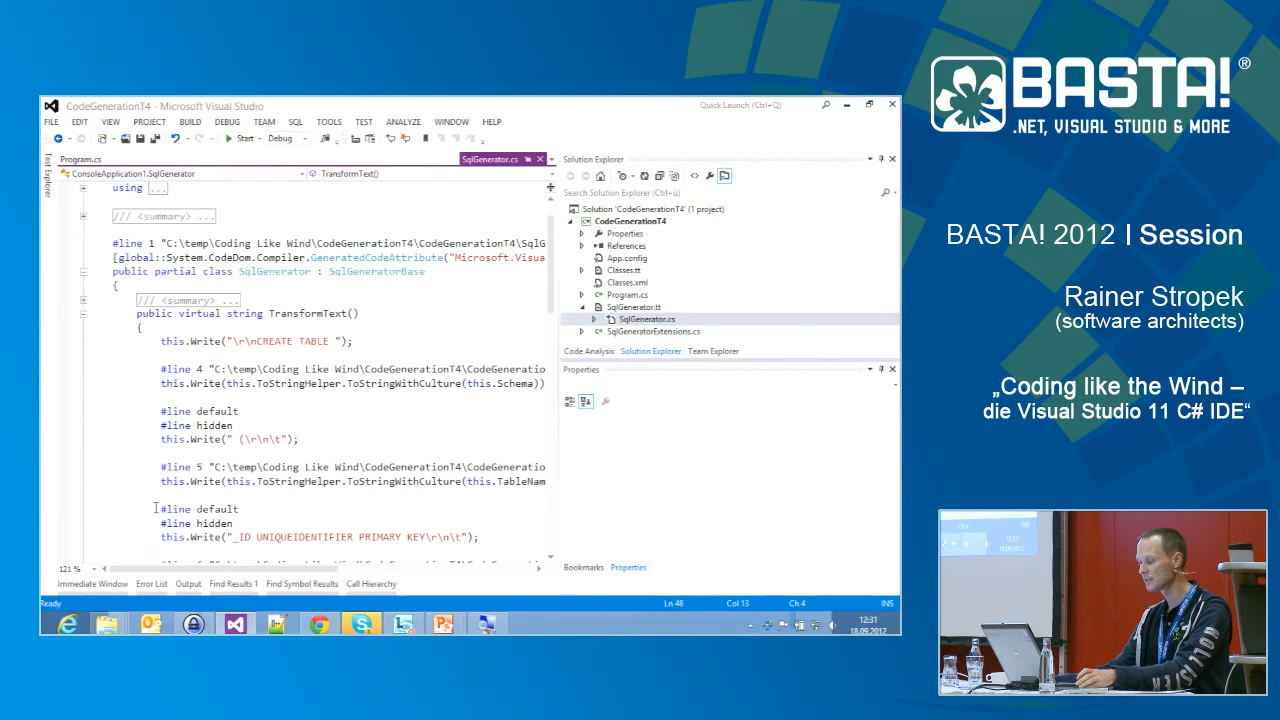 CodeGenerationT4 - Microsoft Visual Studio
Quick Launch (Ctrl+Q)
FILE EDIT VIEW PROJECT BUILD DEBUG TEAM SQL TOOLS TEST ANALYZE WINDOW HELP
Start Debug
Test Explorer
Program.cs
SqlGenerator.cs
ConsoleApplication1.SqlGenerator
TransformText()
using ...
/// <summary> ...
#line 1 "C:\temp\Coding Like Wind\CodeGenerationT4\CodeGenerationT4\SqlG
[global::System.CodeDom.Compiler.GeneratedCodeAttribute("Microsoft.Visua
public partial class SqlGenerator : SqlGeneratorBase
{
/// <summary> ...
public virtual string TransformText()
{
this.Write("\r\nCREATE TABLE ");
#line 4 "C:\temp\Coding Like Wind\CodeGenerationT4\CodeGeneratio
this.Write(this.ToStringHelper.ToStringWithCulture(this.Schema))
#line default
#line hidden
this.Write(" (\r\n\t");
#line 5 "C:\temp\Coding Like Wind\CodeGenerationT4\CodeGeneratio
this.Write(this.ToStringHelper.ToStringWithCulture(this.TableNam
#line default
#line hidden
this.Write("_ID UNIQUEIDENTIFIER PRIMARY KEY\r\n\t");
121 %
Immediate Window Error List Output Find Results 1 Find Symbol Results Call Hierarchy
Solution Explorer
Search Solution Explorer (Ctrl+ü)
Solution 'CodeGenerationT4' (1 project)
CodeGenerationT4
Properties
References
App.config
Classes.tt
Classes.xml
Program.cs
SqlGenerator.tt
SqlGenerator.cs
SqlGeneratorExtensions.cs
Code Analysis Solution Explorer Team Explorer
Properties
Bookmarks Properties
Ready Ln 48 Col 13 Ch 4 INS
12:31
18.09.2012
BASTA!®
.NET, VISUAL STUDIO & MORE
BASTA! 2012 I Session
Rainer Stropek
(software architects)
„Coding like the Wind –
die Visual Studio 11 C# IDE“